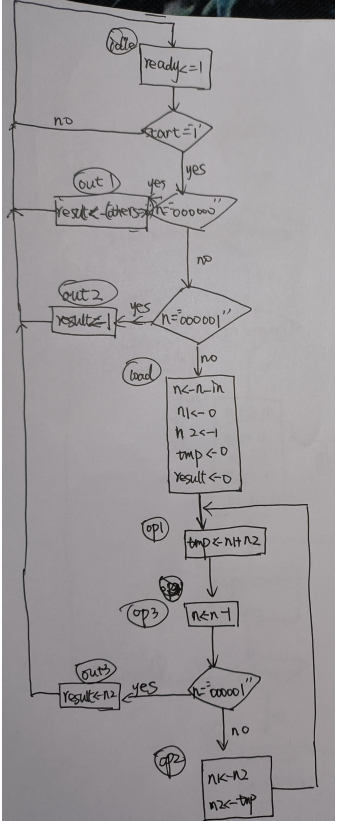 idle
ready<=1
no
start='1'
yes
out1
yes
result<-(others=>
n="000000"
no
out2
yes
result<-1
n="000001"
no
load
n<-n_in
n1<-0
n2<-1
tmp<-0
result<-0
op1
tmp<-n1+n2
op3
n<-n-1
out3
yes
result<-n2
n="000001"
no
op2
n1<-n2
n2<-tmp